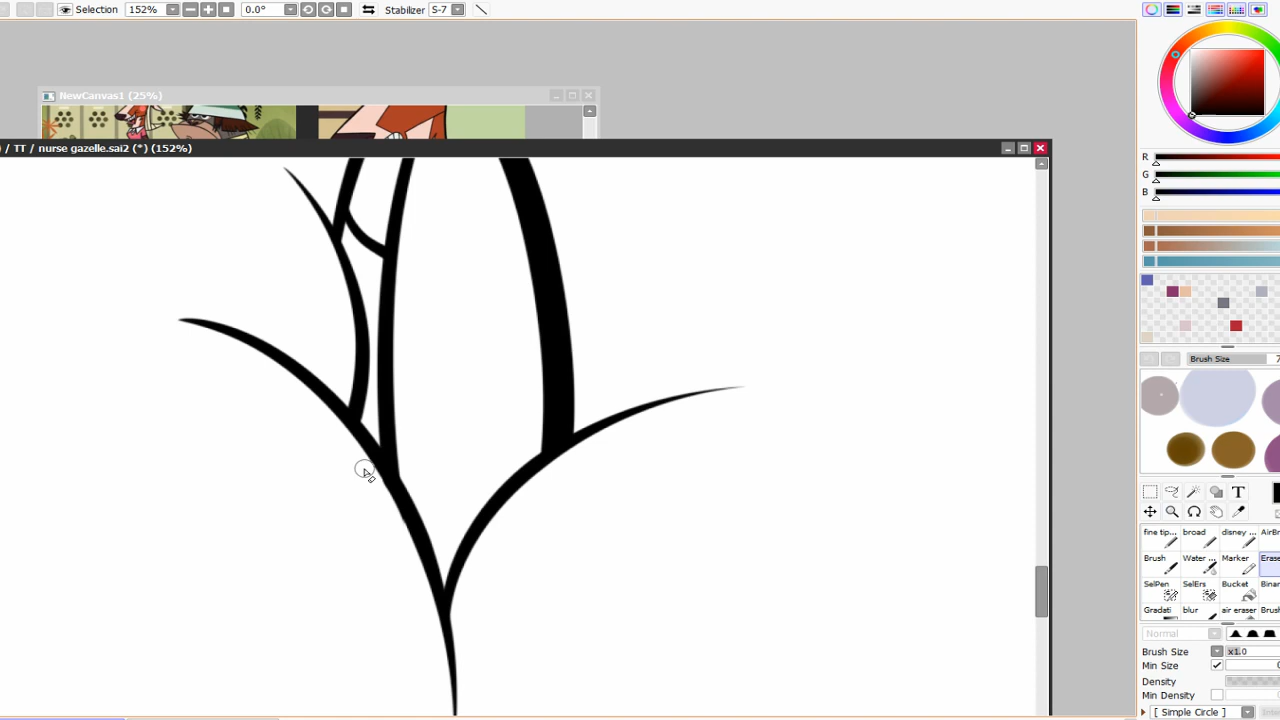 Selection 152% 0.0° Stabilizer S-7
NewCanvas1 (25%)
/ TT / nurse gazelle.sai2 (*) (152%)
R
G
B
Brush Size 7
T
fine tip... broad disney ... AirBr
Brush Water ... Marker Erase
SelPen SelErs Bucket Binar
Gradati blur air eraser Brush
Normal
Brush Size x1.0
Min Size 0
Density
Min Density
[ Simple Circle ]